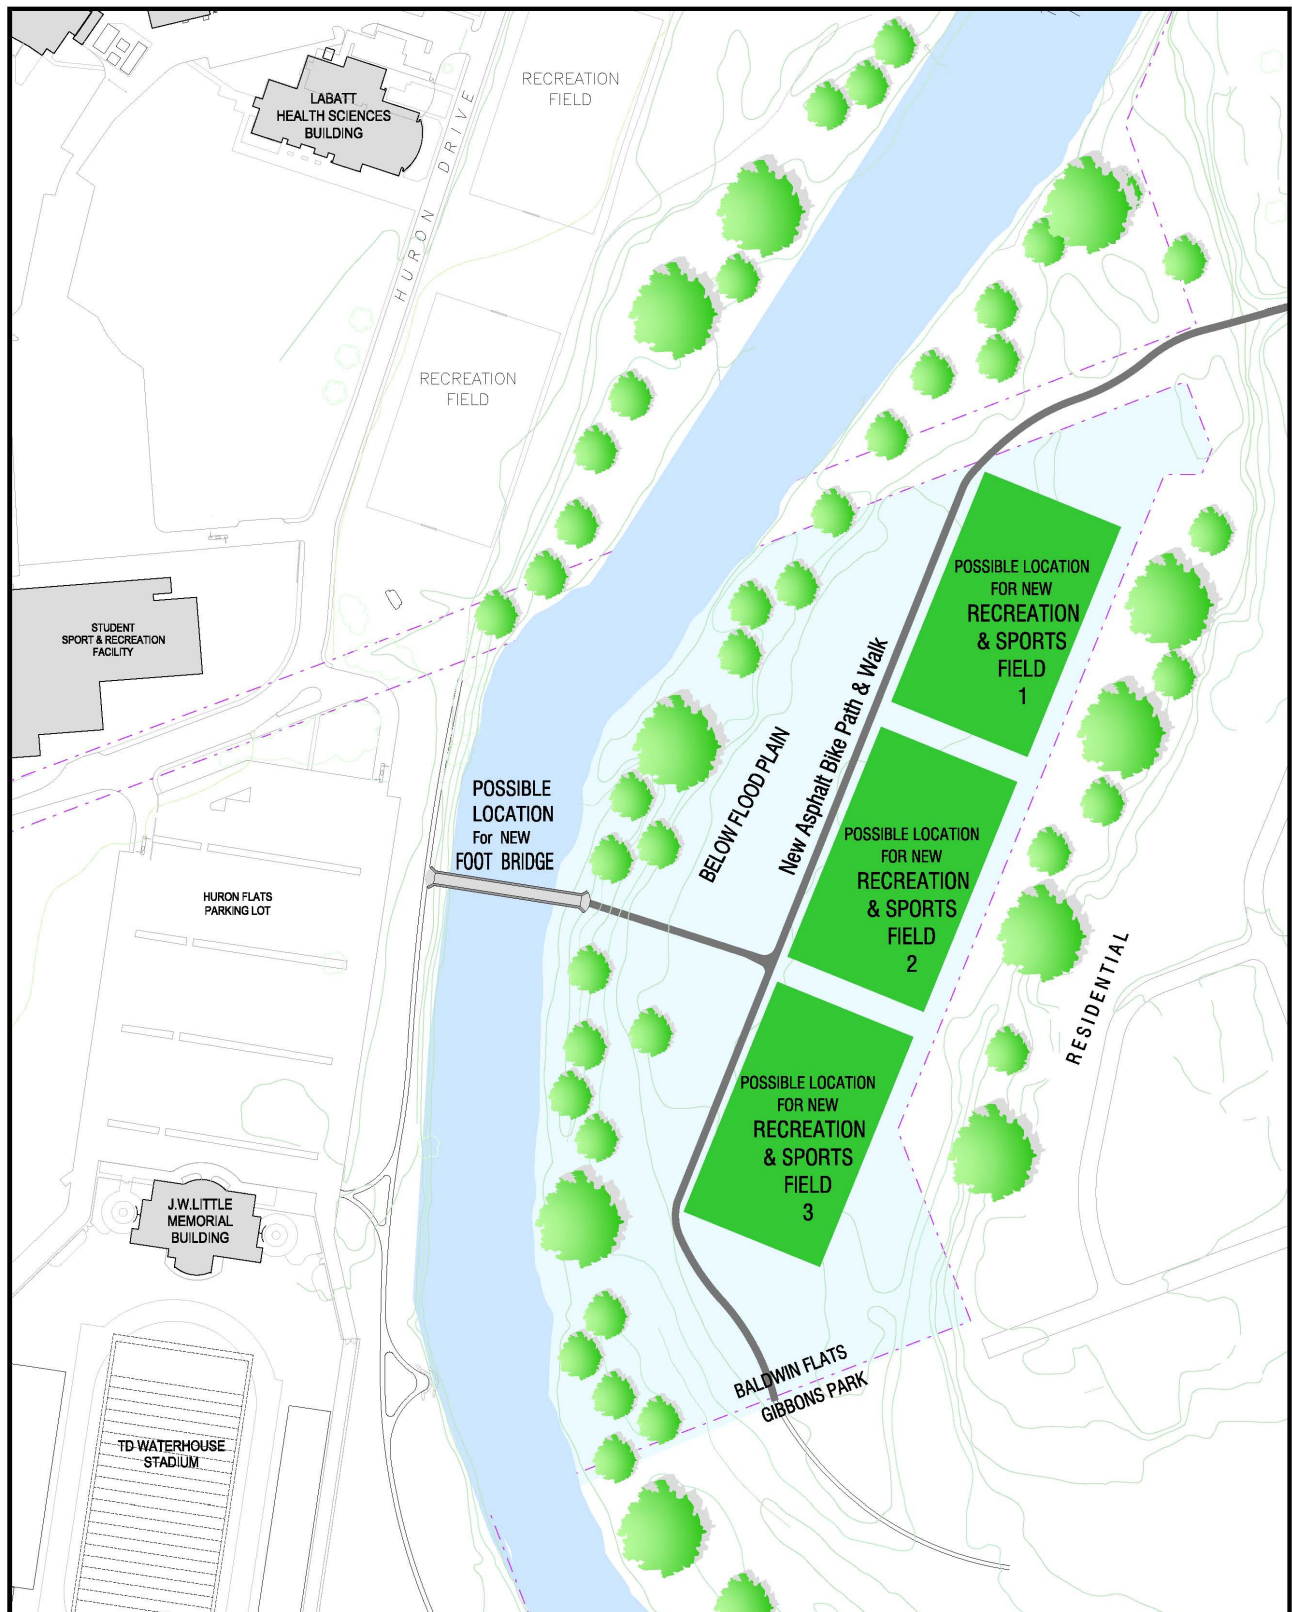 LABATT
HEALTH SCIENCES
BUILDING
RECREATION
FIELD
HURON DRIVE
RECREATION
FIELD
STUDENT
SPORT & RECREATION
FACILITY
POSSIBLE LOCATION
FOR NEW
RECREATION
& SPORTS
FIELD
1
New Asphalt Bike Path & Walk
BELOW FLOOD PLAIN
POSSIBLE
LOCATION
For NEW
FOOT BRIDGE
POSSIBLE LOCATION
FOR NEW
RECREATION
& SPORTS
FIELD
2
HURON FLATS
PARKING LOT
RESIDENTIAL
POSSIBLE LOCATION
FOR NEW
RECREATION
& SPORTS
FIELD
3
J.W.LITTLE
MEMORIAL
BUILDING
BALDWIN FLATS
GIBBONS PARK
TD WATERHOUSE
STADIUM